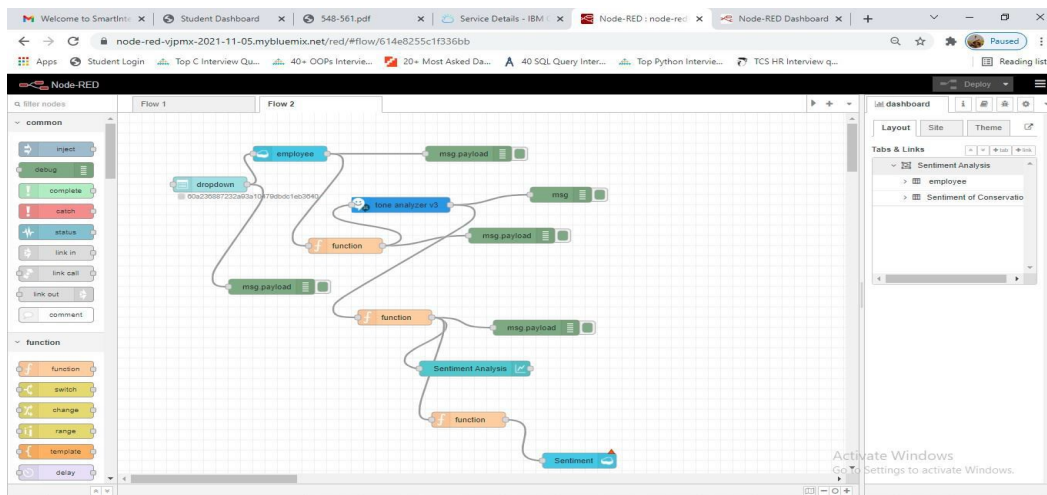 Welcome to SmartInte
Student Dashboard
548-561.pdf
Service Details - IBM
Node-RED : node-red
Node-RED Dashboard
node-red-vjpmx-2021-11-05.mybluemix.net/red/#flow/614e8255c1f336bb
Paused
Apps
Student Login
Top C Interview Qu...
40+ OOPs Intervie...
20+ Most Asked Da...
40 SQL Query Inter...
Top Python Intervie...
TCS HR Interview q...
Reading list
Node-RED
Deploy
filter nodes
Flow 1
Flow 2
dashboard
common
Layout
Site
Theme
inject
debug
complete
catch
status
link in
link call
link out
comment
function
function
switch
change
range
template
delay
employee
msg.payload
dropdown
msg
tone analyzer v3
msg.payload
function
msg.payload
function
msg.payload
Sentiment Analysis
function
Sentiment
Tabs & Links
tab
link
Sentiment Analysis
employee
Sentiment of Conservatio
Activate Windows
Go to Settings to activate Windows.